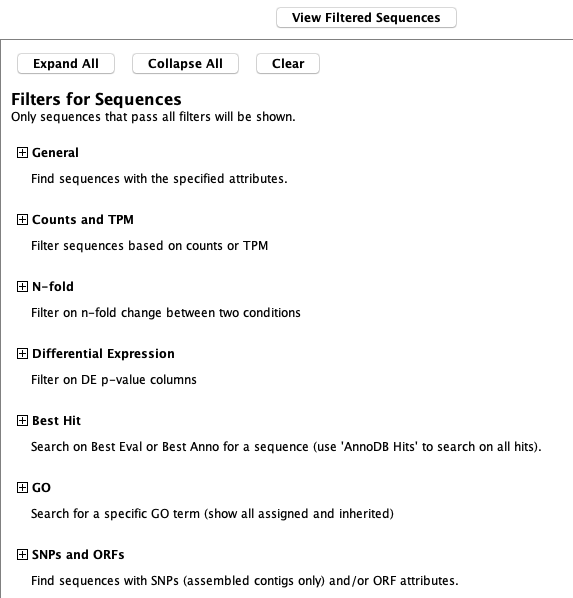 View Filtered Sequences
Expand All
Collapse All
Clear
Filters for Sequences
Only sequences that pass all filters will be shown.
General
Find sequences with the specified attributes.
Counts and TPM
Filter sequences based on counts or TPM
N-fold
Filter on n-fold change between two conditions
Differential Expression
Filter on DE p-value columns
Best Hit
Search on Best Eval or Best Anno for a sequence (use 'AnnoDB Hits' to search on all hits).
GO
Search for a specific GO term (show all assigned and inherited)
SNPs and ORFs
Find sequences with SNPs (assembled contigs only) and/or ORF attributes.